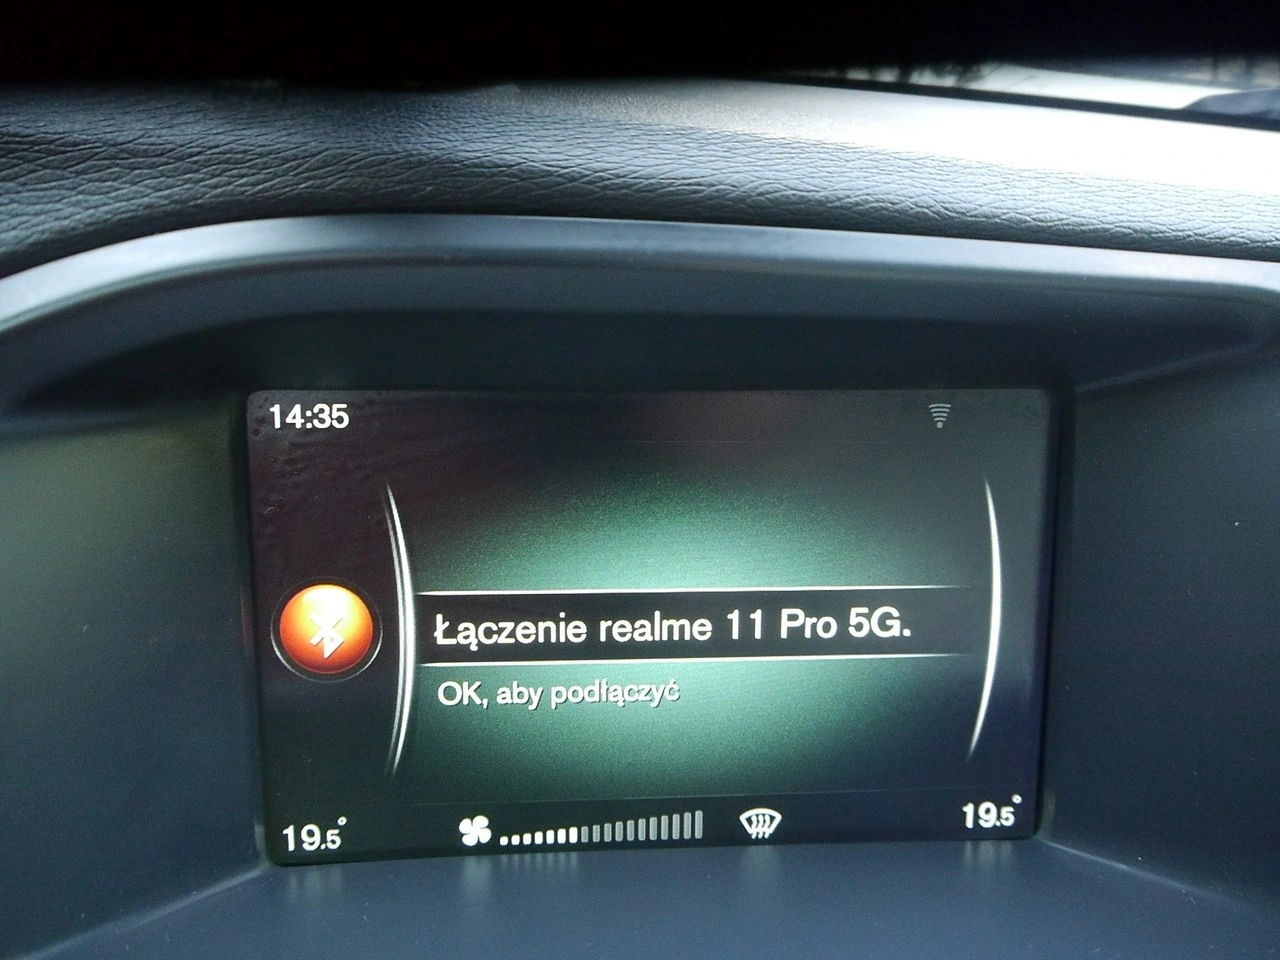 14:35
Łączenie realme 11 Pro 5G.
OK, aby podłączyć
19.5° 19.5°